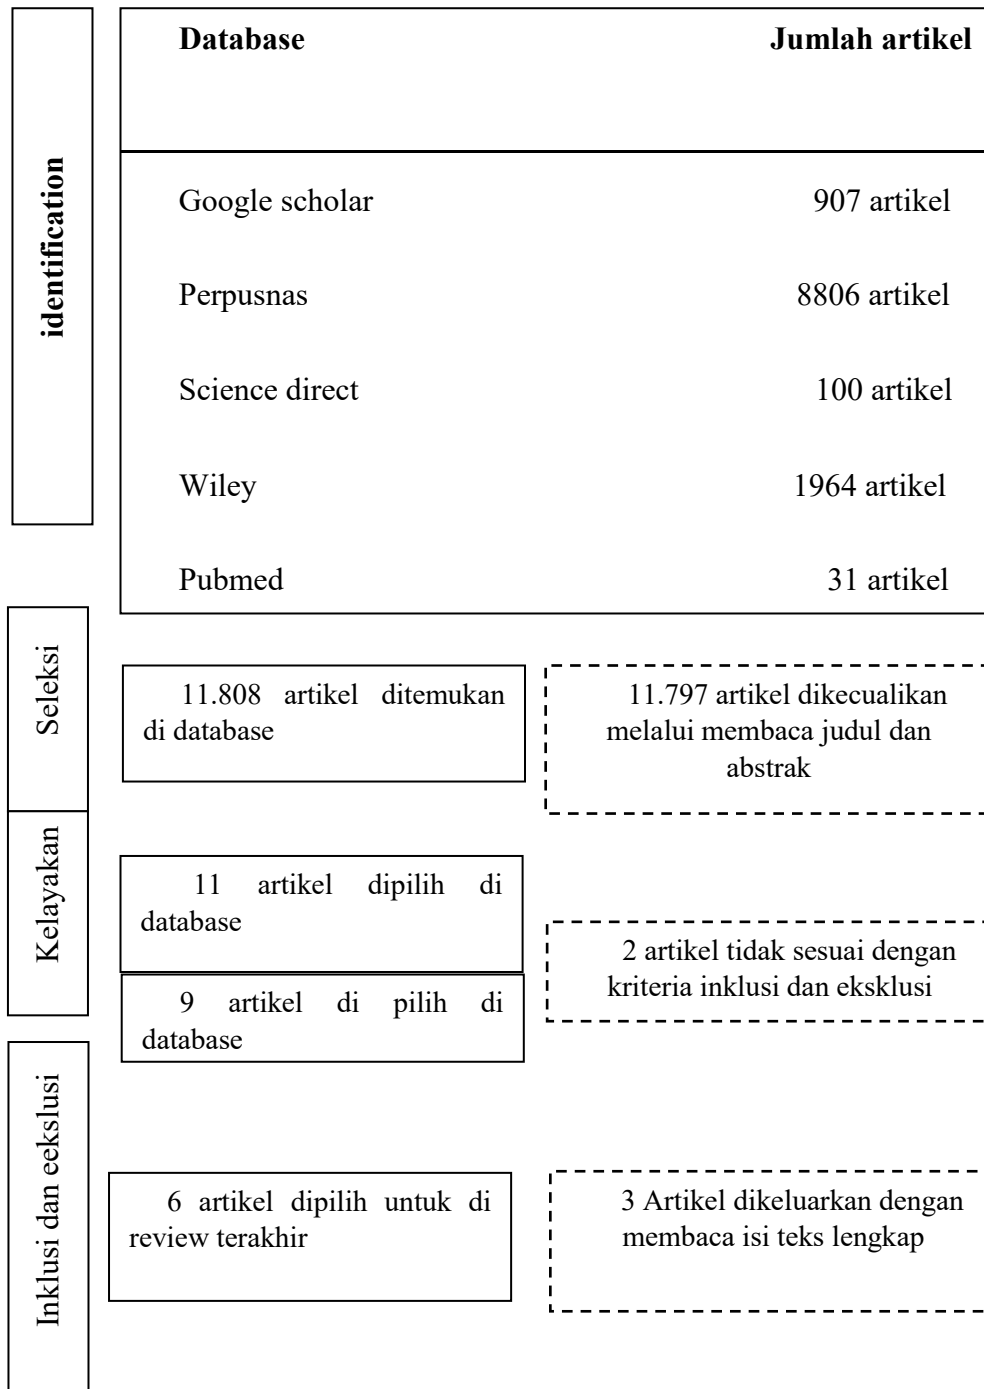 identification
Database Jumlah artikel
Google scholar 907 artikel
Perpusnas 8806 artikel
Science direct 100 artikel
Wiley 1964 artikel
Pubmed 31 artikel
Seleksi
11.808 artikel ditemukan
di database
11.797 artikel dikecualikan
melalui membaca judul dan
abstrak
Kelayakan
11 artikel dipilih di
database
9 artikel di pilih di
database
2 artikel tidak sesuai dengan
kriteria inklusi dan eksklusi
Inklusi dan eekslusi
6 artikel dipilih untuk di
review terakhir
3 Artikel dikeluarkan dengan
membaca isi teks lengkap